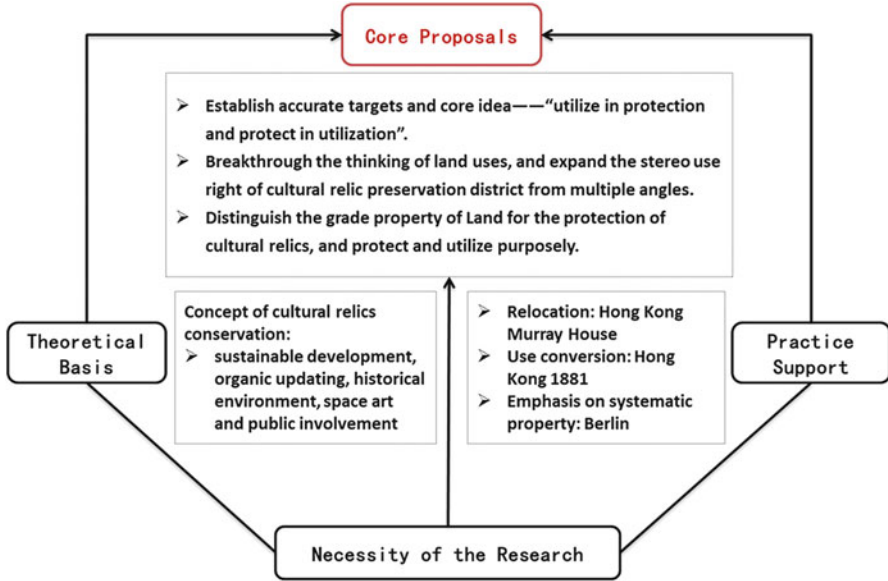 Core Proposals
➤ Establish accurate targets and core idea——“utilize in protection
and protect in utilization”.
➤ Breakthrough the thinking of land uses, and expand the stereo use
right of cultural relic preservation district from multiple angles.
➤ Distinguish the grade property of Land for the protection of
cultural relics, and protect and utilize purposely.
Theoretical
Basis
Concept of cultural relics
conservation:
➤ sustainable development,
organic updating, historical
environment, space art
and public involvement
➤ Relocation: Hong Kong
Murray House
➤ Use conversion: Hong
Kong 1881
➤ Emphasis on systematic
property: Berlin
Practice
Support
Necessity of the Research